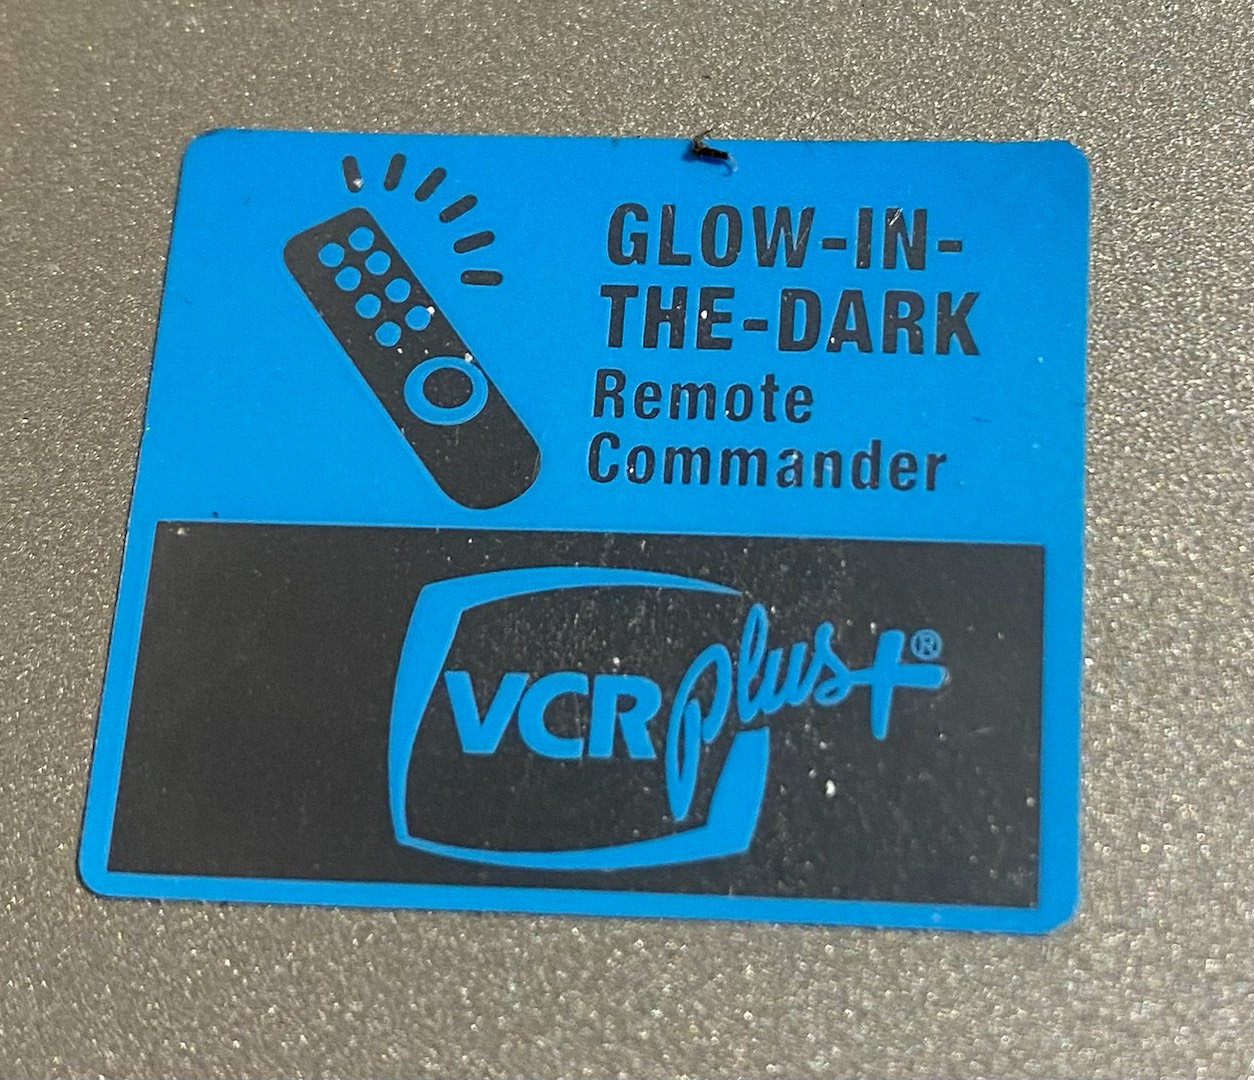 GLOW-IN-
THE-DARK
Remote
Commander
VCR plus+®